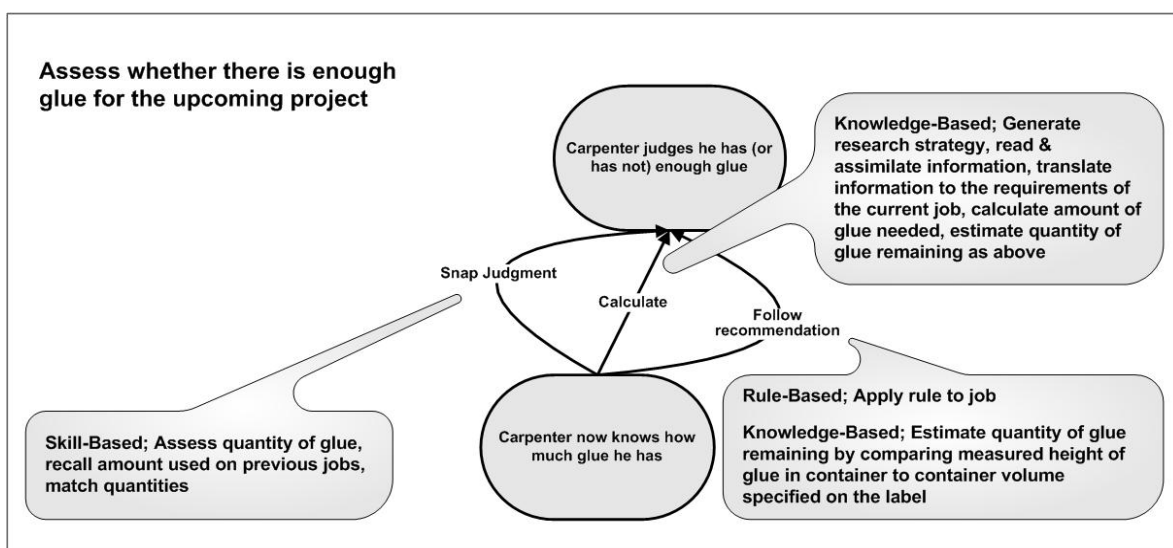 Assess whether there is enough
glue for the upcoming project
Carpenter judges he has (or
has not) enough glue
Knowledge-Based; Generate
research strategy, read &
assimilate information, translate
information to the requirements of
the current job, calculate amount of
glue needed, estimate quantity of
glue remaining as above
Snap Judgment
Calculate
Follow
recommendation
Skill-Based; Assess quantity of glue,
recall amount used on previous jobs,
match quantities
Carpenter now knows how
much glue he has
Rule-Based; Apply rule to job
Knowledge-Based; Estimate quantity of glue
remaining by comparing measured height of
glue in container to container volume
specified on the label